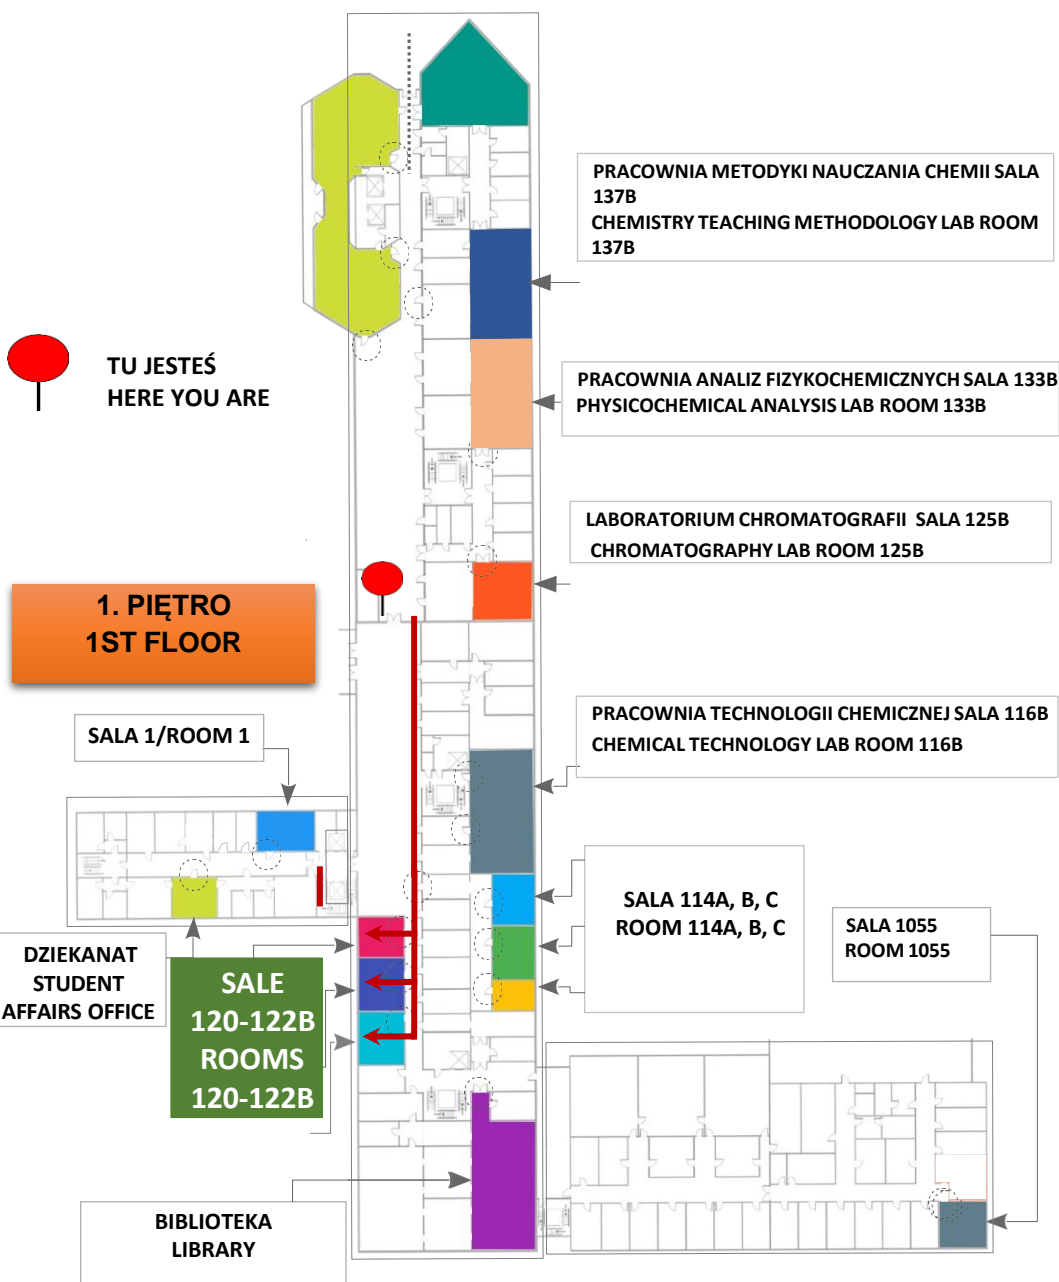 PRACOWNIA METODYKI NAUCZANIA CHEMII SALA
137B
CHEMISTRY TEACHING METHODOLOGY LAB ROOM
137B
TU JESTEŚ
HERE YOU ARE
PRACOWNIA ANALIZ FIZYKOCHEMICZNYCH SALA 133B
PHYSICOCHEMICAL ANALYSIS LAB ROOM 133B
LABORATORIUM CHROMATOGRAFII SALA 125B
CHROMATOGRAPHY LAB ROOM 125B
1. PIĘTRO
1ST FLOOR
PRACOWNIA TECHNOLOGII CHEMICZNEJ SALA 116B
CHEMICAL TECHNOLOGY LAB ROOM 116B
SALA 1/ROOM 1
SALA 114A, B, C
ROOM 114A, B, C
SALA 1055
ROOM 1055
DZIEKANAT
STUDENT
AFFAIRS OFFICE
SALE
120-122B
ROOMS
120-122B
BIBLIOTEKA
LIBRARY